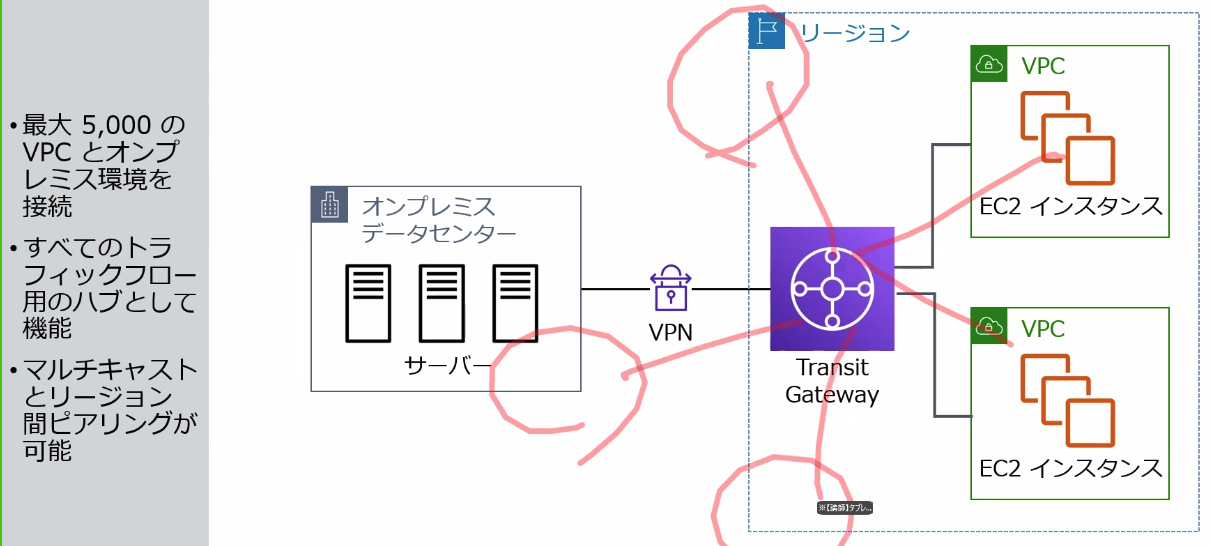 ・最大 5,000 の
VPC とオンプ
レミス環境を
接続
・すべてのトラ
フィックフロー
用のハブとして
機能
・マルチキャスト
とリージョン
間ピアリングが
可能
オンプレミス
データセンター
サーバー
VPN
リージョン
Transit
Gateway
VPC
EC2 インスタンス
VPC
EC2 インスタンス
※【講師】タブレ...